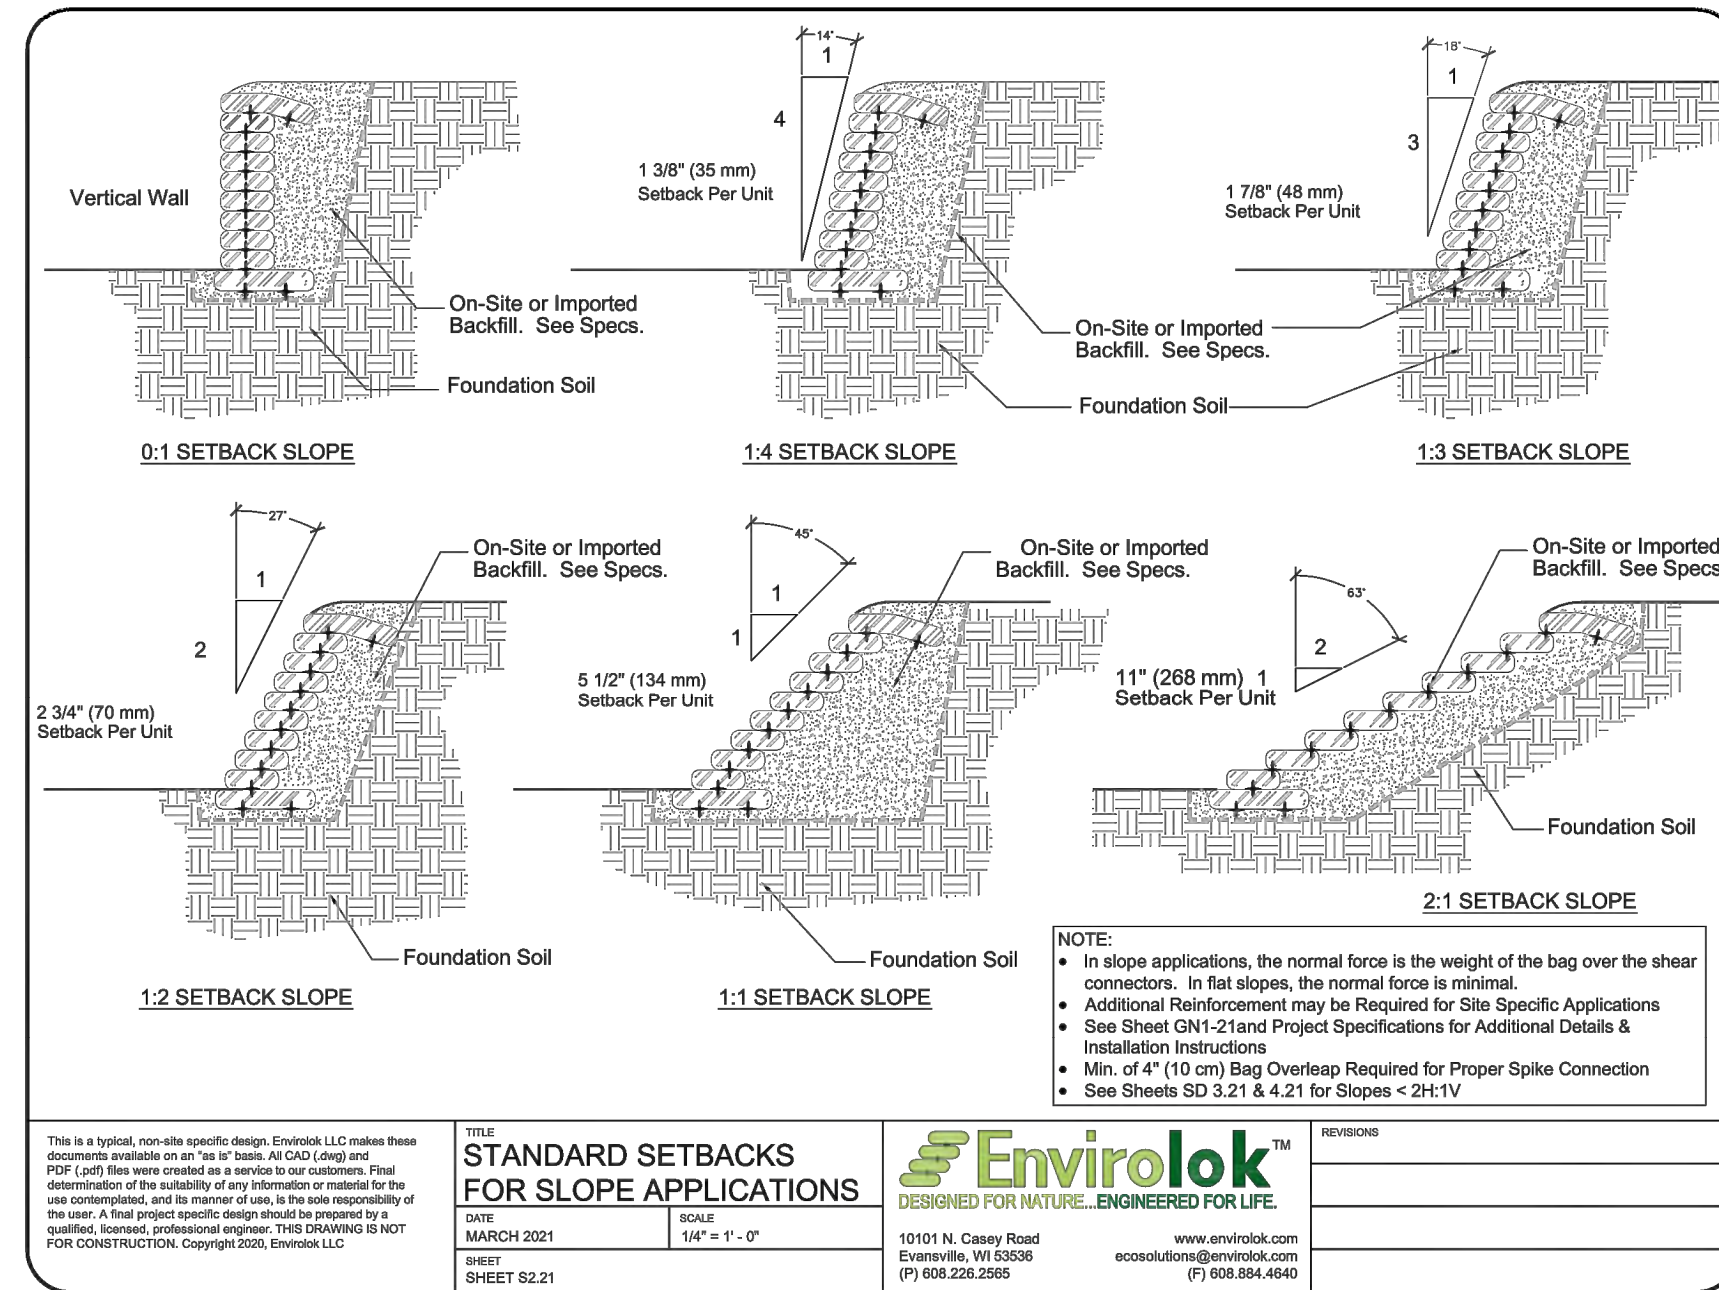 14°
1
4
1 3/8" (35 mm)
Setback Per Unit
18°
1
3
1 7/8" (48 mm)
Setback Per Unit
Vertical Wall
On-Site or Imported
Backfill. See Specs.
Foundation Soil
On-Site or Imported
Backfill. See Specs.
Foundation Soil
0:1 SETBACK SLOPE
1:4 SETBACK SLOPE
1:3 SETBACK SLOPE
27°
1
2
2 3/4" (70 mm)
Setback Per Unit
On-Site or Imported
Backfill. See Specs.
Foundation Soil
1:2 SETBACK SLOPE
45°
1
1
5 1/2" (134 mm)
Setback Per Unit
On-Site or Imported
Backfill. See Specs.
Foundation Soil
1:1 SETBACK SLOPE
63°
2
11" (268 mm) 1
Setback Per Unit
On-Site or Imported
Backfill. See Specs
Foundation Soil
2:1 SETBACK SLOPE
NOTE:
• In slope applications, the normal force is the weight of the bag over the shear
connectors. In flat slopes, the normal force is minimal.
• Additional Reinforcement may be Required for Site Specific Applications
• See Sheet GN1-21and Project Specifications for Additional Details &
Installation Instructions
• Min. of 4" (10 cm) Bag Overleap Required for Proper Spike Connection
• See Sheets SD 3.21 & 4.21 for Slopes < 2H:1V
This is a typical, non-site specific design. Envirolok LLC makes these
documents available on an "as is" basis. All CAD (.dwg) and
PDF (.pdf) files were created as a service to our customers. Final
determination of the suitability of any information or material for the
use contemplated, and its manner of use, is the sole responsibility of
the user. A final project specific design should be prepared by a
qualified, licensed, professional engineer. THIS DRAWING IS NOT
FOR CONSTRUCTION. Copyright 2020, Envirolok LLC
TITLE
STANDARD SETBACKS
FOR SLOPE APPLICATIONS
DATE
MARCH 2021
SCALE
1/4" = 1' - 0"
SHEET
SHEET S2.21
Envirolok™
DESIGNED FOR NATURE...ENGINEERED FOR LIFE.
10101 N. Casey Road
Evansville, WI 53536
(P) 608.226.2565
www.envirolok.com
ecosolutions@envirolok.com
(F) 608.884.4640
REVISIONS